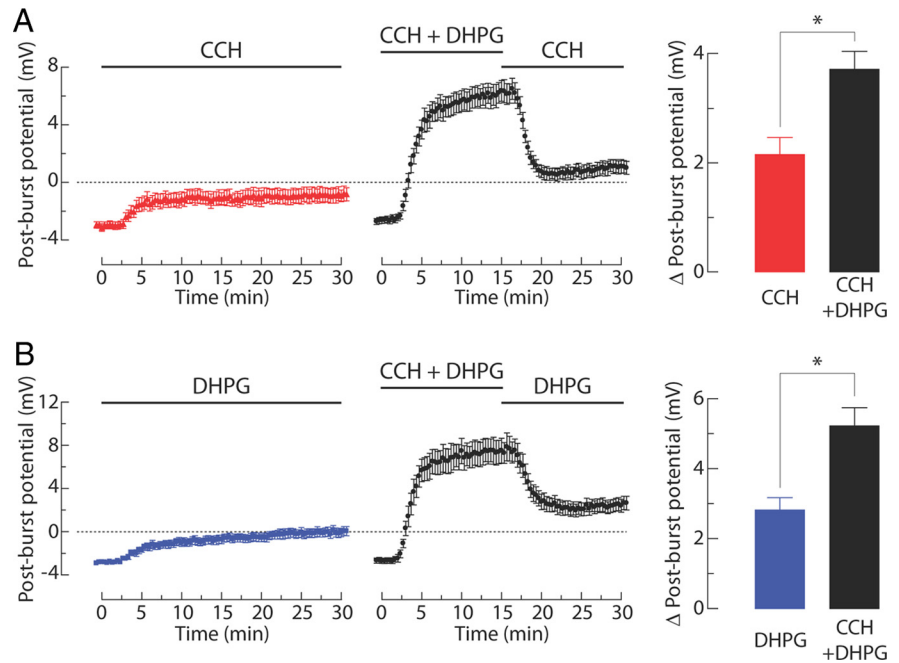 A
CCH
CCH + DHPG
CCH
*
Post-burst potential (mV)
8
4
0
-4
0 5 10 15 20 25 30
Time (min)
0 5 10 15 20 25 30
Time (min)
Δ Post-burst potential (mV)
4
2
0
CCH
CCH
+DHPG
B
DHPG
CCH + DHPG
DHPG
*
Post-burst potential (mV)
12
8
4
0
-4
0 5 10 15 20 25 30
Time (min)
0 5 10 15 20 25 30
Time (min)
Δ Post-burst potential (mV)
6
4
2
0
DHPG
CCH
+DHPG